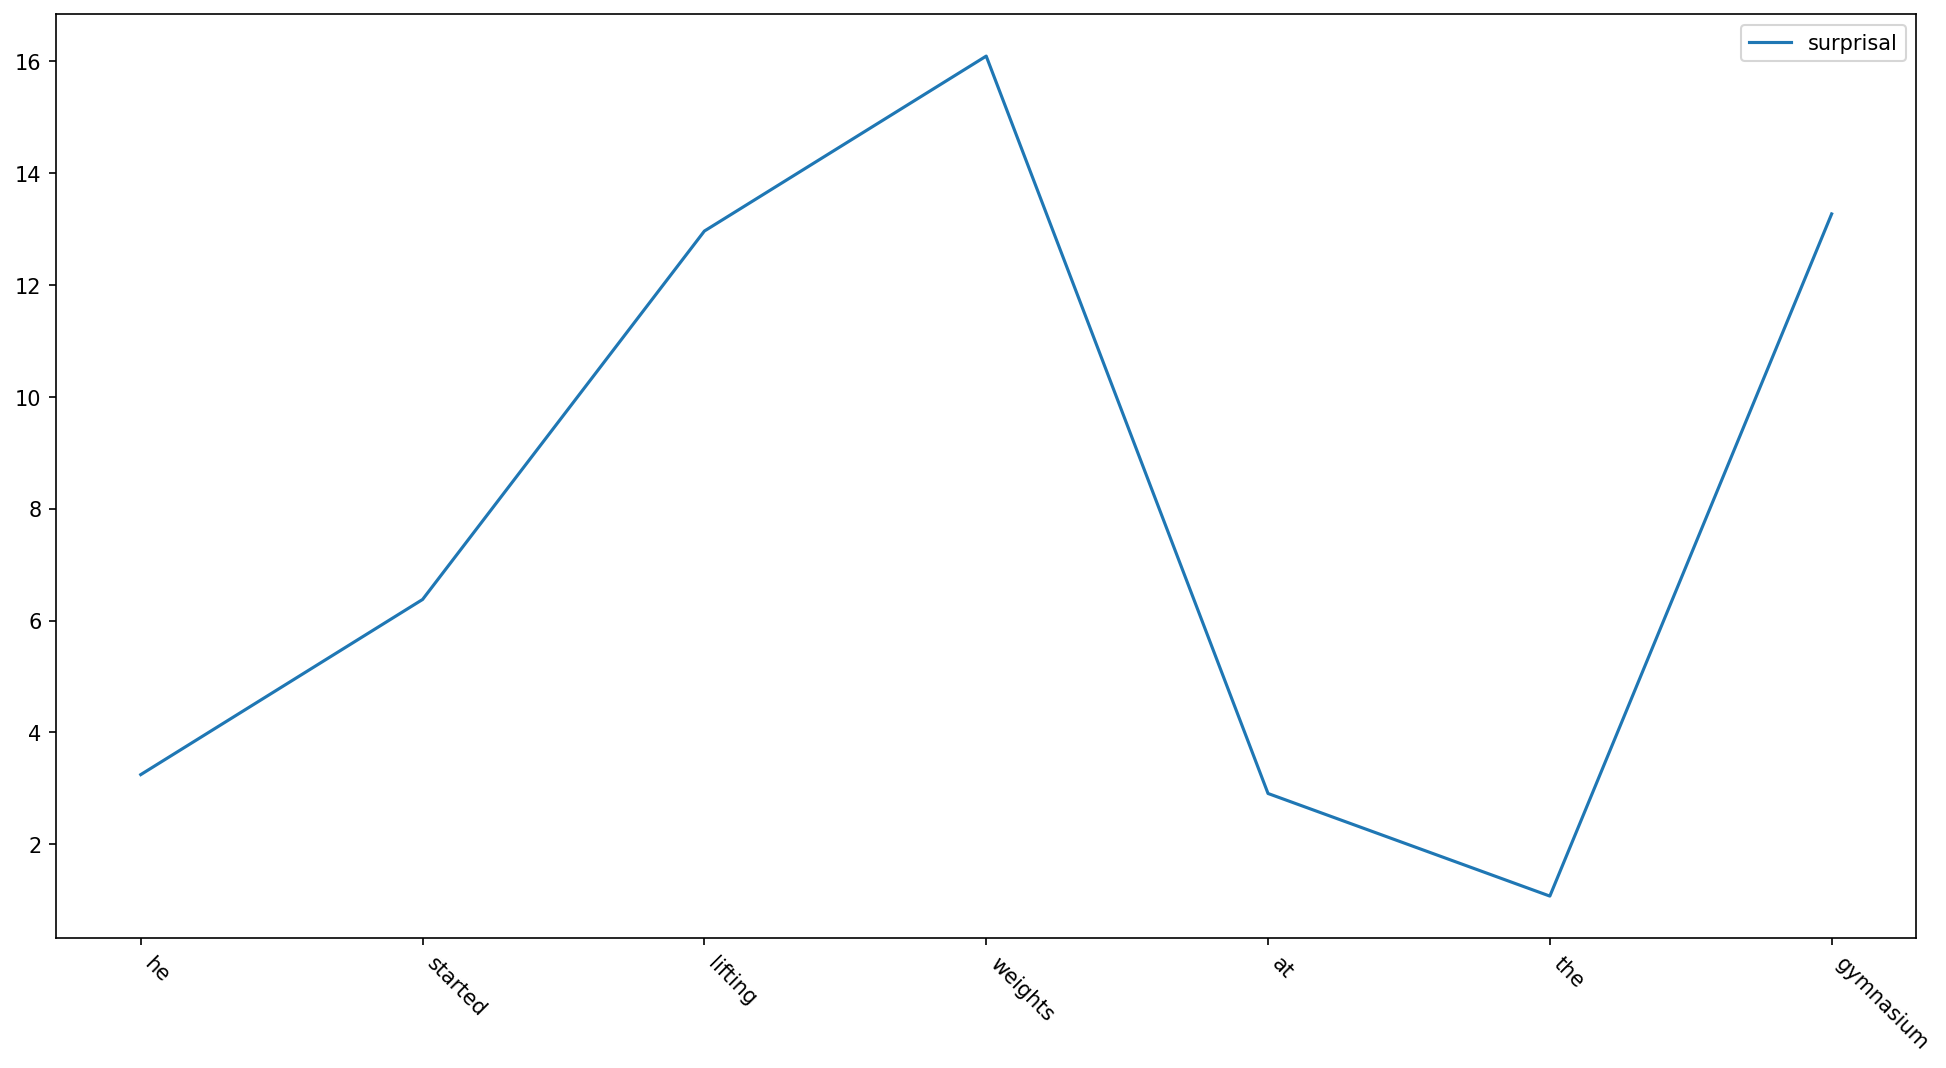 surprisal
16
14
12
10
8
6
4
2
he
started
lifting
weights
at
the
gymnasium